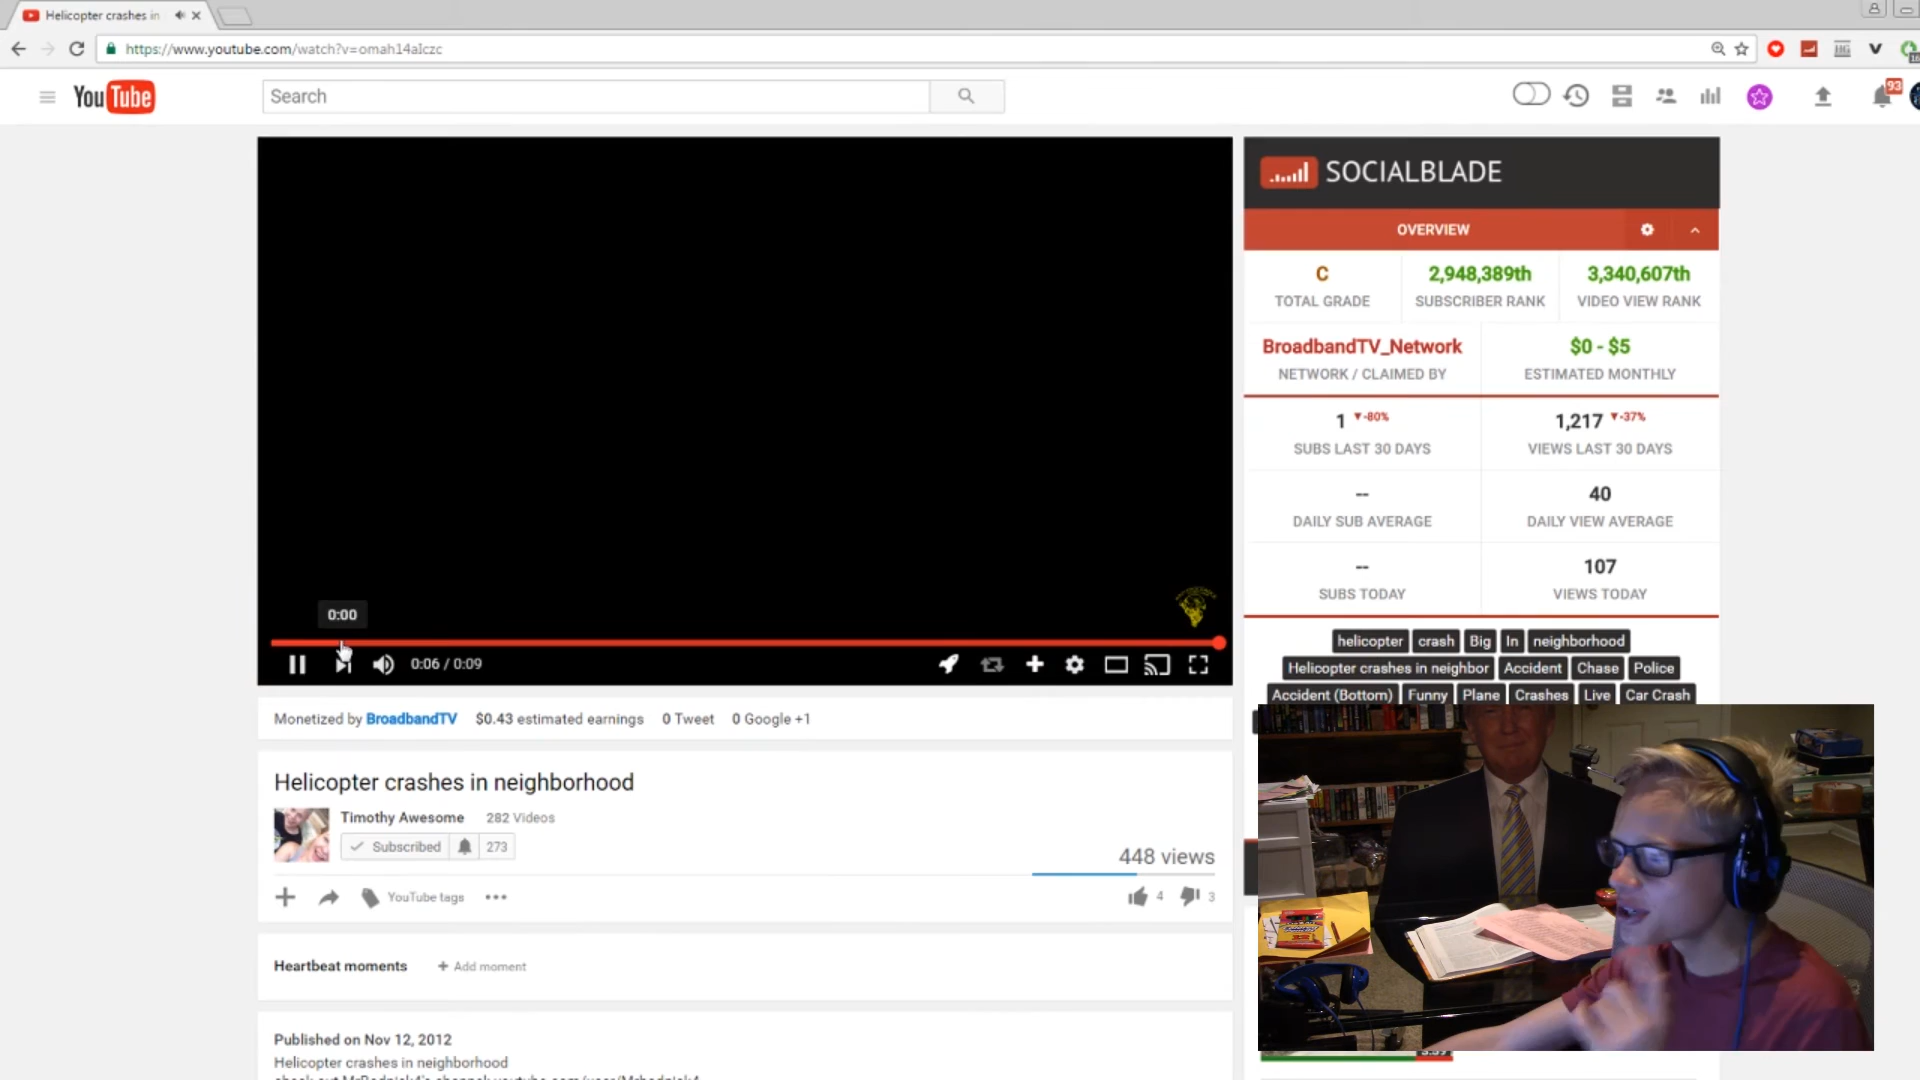 Helicopter crashes in
https://www.youtube.com/watch?v=omah14aIczc
YouTube
Search
93
SOCIALBLADE
OVERVIEW
C
2,948,389th
3,340,607th
TOTAL GRADE
SUBSCRIBER RANK
VIDEO VIEW RANK
BroadbandTV_Network
$0 - $5
NETWORK / CLAIMED BY
ESTIMATED MONTHLY
1 ▼-80%
1,217 ▼-37%
SUBS LAST 30 DAYS
VIEWS LAST 30 DAYS
--
40
DAILY SUB AVERAGE
DAILY VIEW AVERAGE
--
107
SUBS TODAY
VIEWS TODAY
helicopter crash Big In neighborhood
Helicopter crashes in neighbor Accident Chase Police
Accident (Bottom) Funny Plane Crashes Live Car Crash
0:00
0:06 / 0:09
Monetized by BroadbandTV $0.43 estimated earnings 0 Tweet 0 Google +1
Helicopter crashes in neighborhood
Timothy Awesome 282 Videos
Subscribed 273
448 views
YouTube tags
4 3
Heartbeat moments + Add moment
Published on Nov 12, 2012
Helicopter crashes in neighborhood